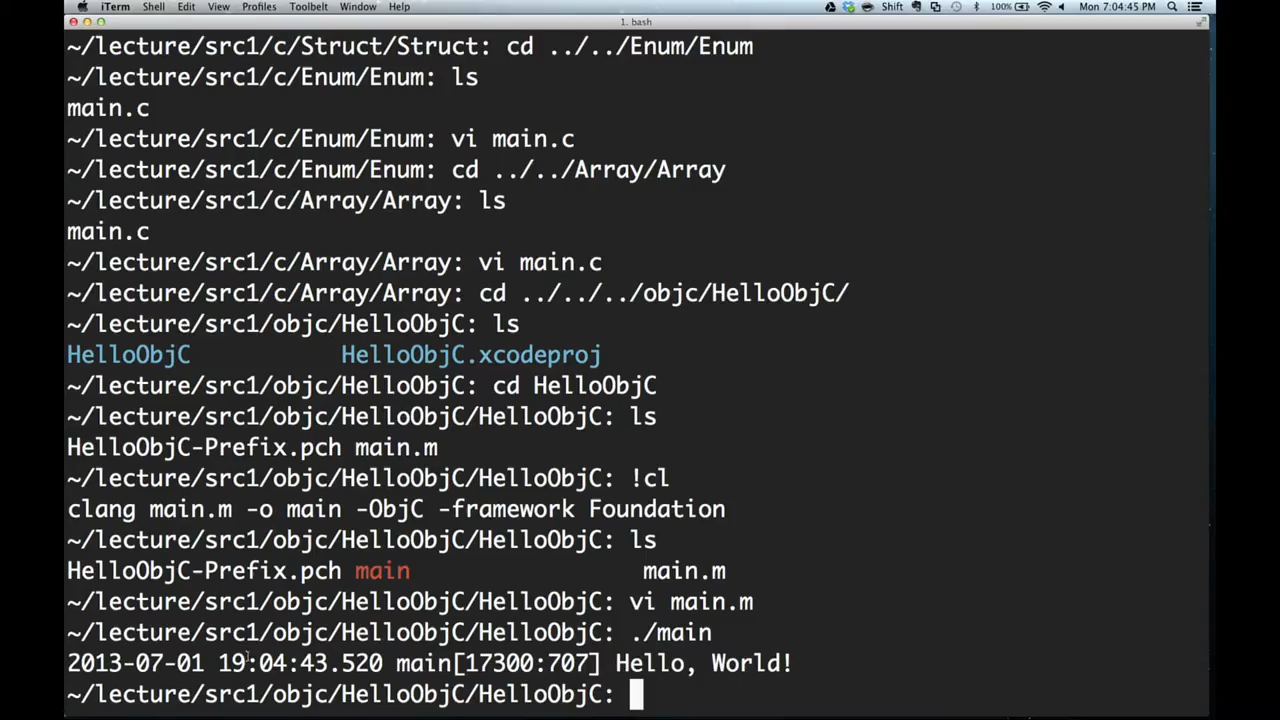 iTerm Shell Edit View Profiles Toolbelt Window Help Shift 100% Mon 7:04:45
1. bash
~/lecture/src1/c/Struct/Struct: cd ../../Enum/Enum
~/lecture/src1/c/Enum/Enum: ls
main.c
~/lecture/src1/c/Enum/Enum: vi main.c
~/lecture/src1/c/Enum/Enum: cd ../../Array/Array
~/lecture/src1/c/Array/Array: ls
main.c
~/lecture/src1/c/Array/Array: vi main.c
~/lecture/src1/c/Array/Array: cd ../../../objc/HelloObjC/
~/lecture/src1/objc/HelloObjC: ls
HelloObjC HelloObjC.xcodeproj
~/lecture/src1/objc/HelloObjC: cd HelloObjC
~/lecture/src1/objc/HelloObjC/HelloObjC: ls
HelloObjC-Prefix.pch main.m
~/lecture/src1/objc/HelloObjC/HelloObjC: !cl
clang main.m -o main -ObjC -framework Foundation
~/lecture/src1/objc/HelloObjC/HelloObjC: ls
HelloObjC-Prefix.pch main main.m
~/lecture/src1/objc/HelloObjC/HelloObjC: vi main.m
~/lecture/src1/objc/HelloObjC/HelloObjC: ./main
2013-07-01 19:04:43.520 main[17300:707] Hello, World!
~/lecture/src1/objc/HelloObjC/HelloObjC: